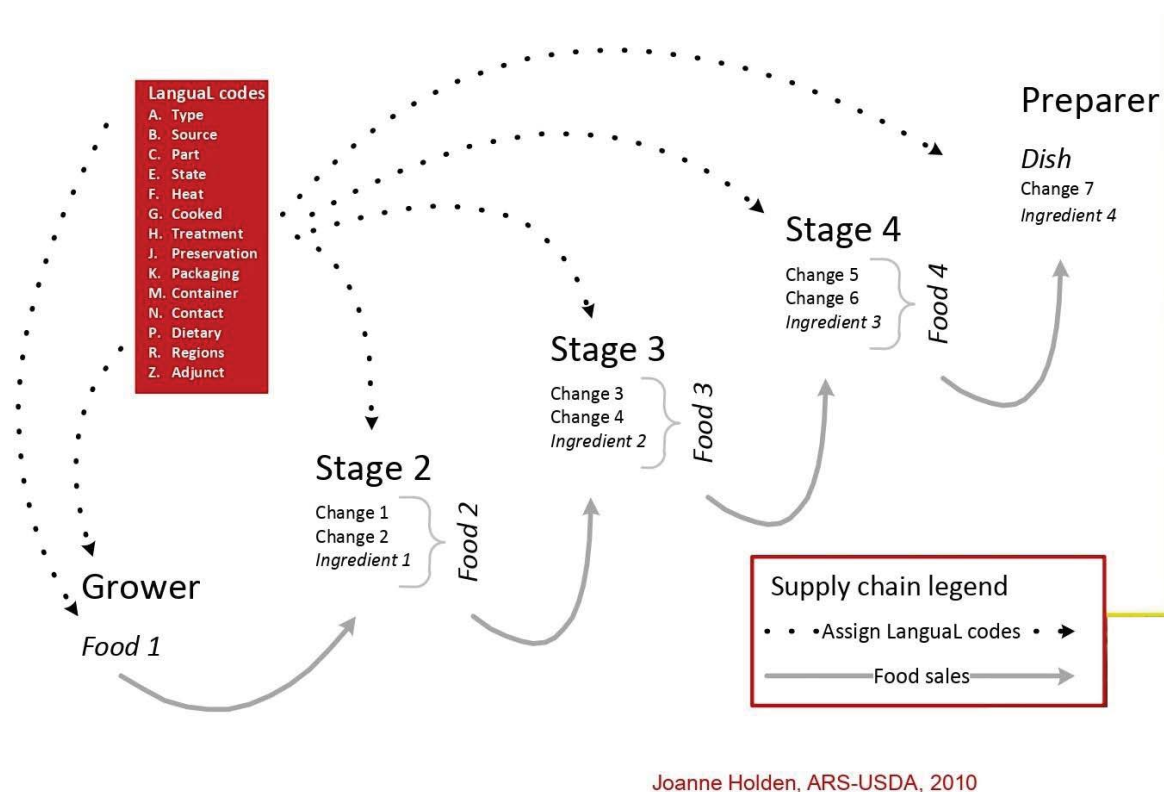 LanguaL codes
A. Type
B. Source
C. Part
E. State
F. Heat
G. Cooked
H. Treatment
J. Preservation
K. Packaging
M. Container
N. Contact
P. Dietary
R. Regions
Z. Adjunct
Preparer
Dish
Change 7
Ingredient 4
Stage 4
Change 5
Change 6
Ingredient 3
Food 4
Stage 3
Change 3
Change 4
Ingredient 2
Food 3
Stage 2
Change 1
Change 2
Ingredient 1
Food 2
Grower
Food 1
Supply chain legend
Assign LanguaL codes
Food sales
Joanne Holden, ARS-USDA, 2010